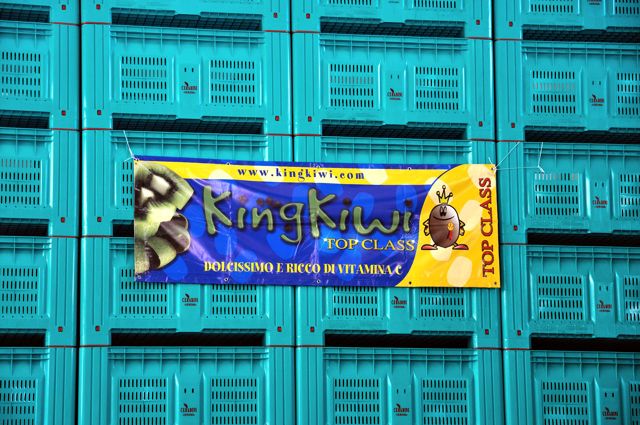 www.kingkiwi.com
KingKiwi
TOP CLASS
DOLCISSIMO E RICCO DI VITAMINA C
TOP CLASS